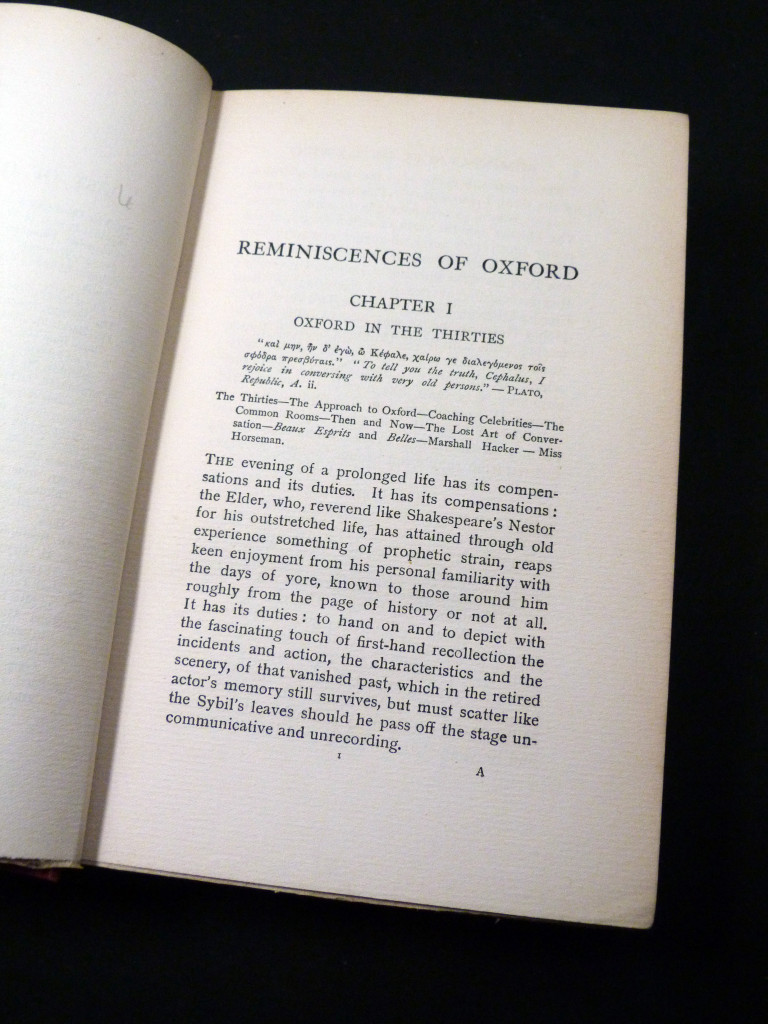 REMINISCENCES OF OXFORD
CHAPTER I
OXFORD IN THE THIRTIES
"καὶ μην, ἦν δ' ἐγὼ, ὦ Κέφαλε, χαίρω γε διαλεγόμενος τοῖς
σφόδρα πρεσβύταις." "To tell you the truth, Cephalus, I
rejoice in conversing with very old persons."—PLATO,
Republic, A. ii.
The Thirties—The Approach to Oxford—Coaching Celebrities—The
Common Rooms—Then and Now—The Lost Art of Conver-
sation—Beaux Esprits and Belles—Marshall Hacker — Miss
Horseman.
THE evening of a prolonged life has its compen-
sations and its duties. It has its compensations :
the Elder, who, reverend like Shakespeare's Nestor
for his outstretched life, has attained through old
experience something of prophetic strain, reaps
keen enjoyment from his personal familiarity with
the days of yore, known to those around him
roughly from the page of history or not at all.
It has its duties : to hand on and to depict with
the fascinating touch of first-hand recollection the
incidents and action, the characteristics and the
scenery, of that vanished past, which in the retired
actor's memory still survives, but must scatter like
the Sybil's leaves should he pass off the stage un-
communicative and unrecording.
1
A